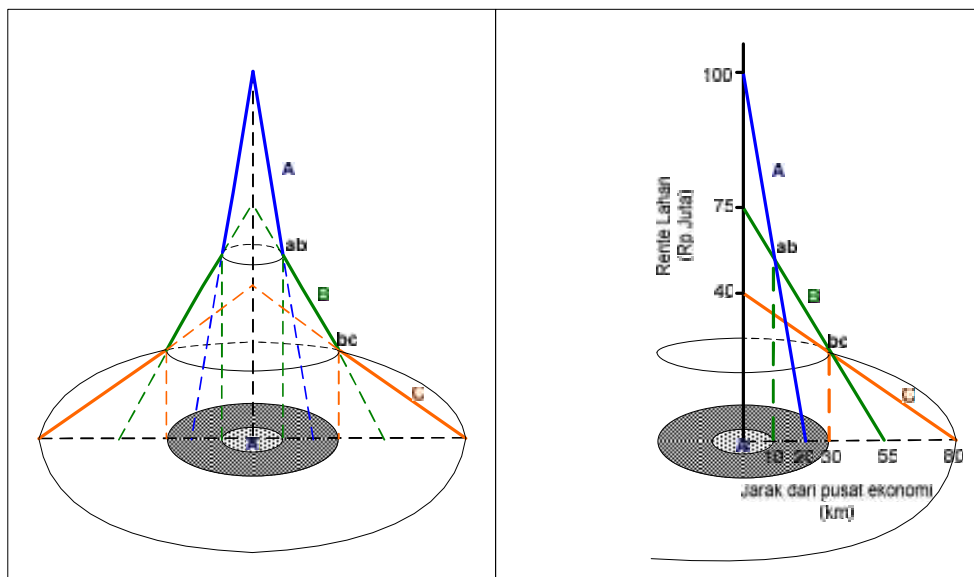 A
ab
B
bc
C
A
100
75
40
Rente Lahan
(Rp Juta)
A
ab
B
bc
C
10
30
55
80
Jarak dari pusat ekonomi
(km)